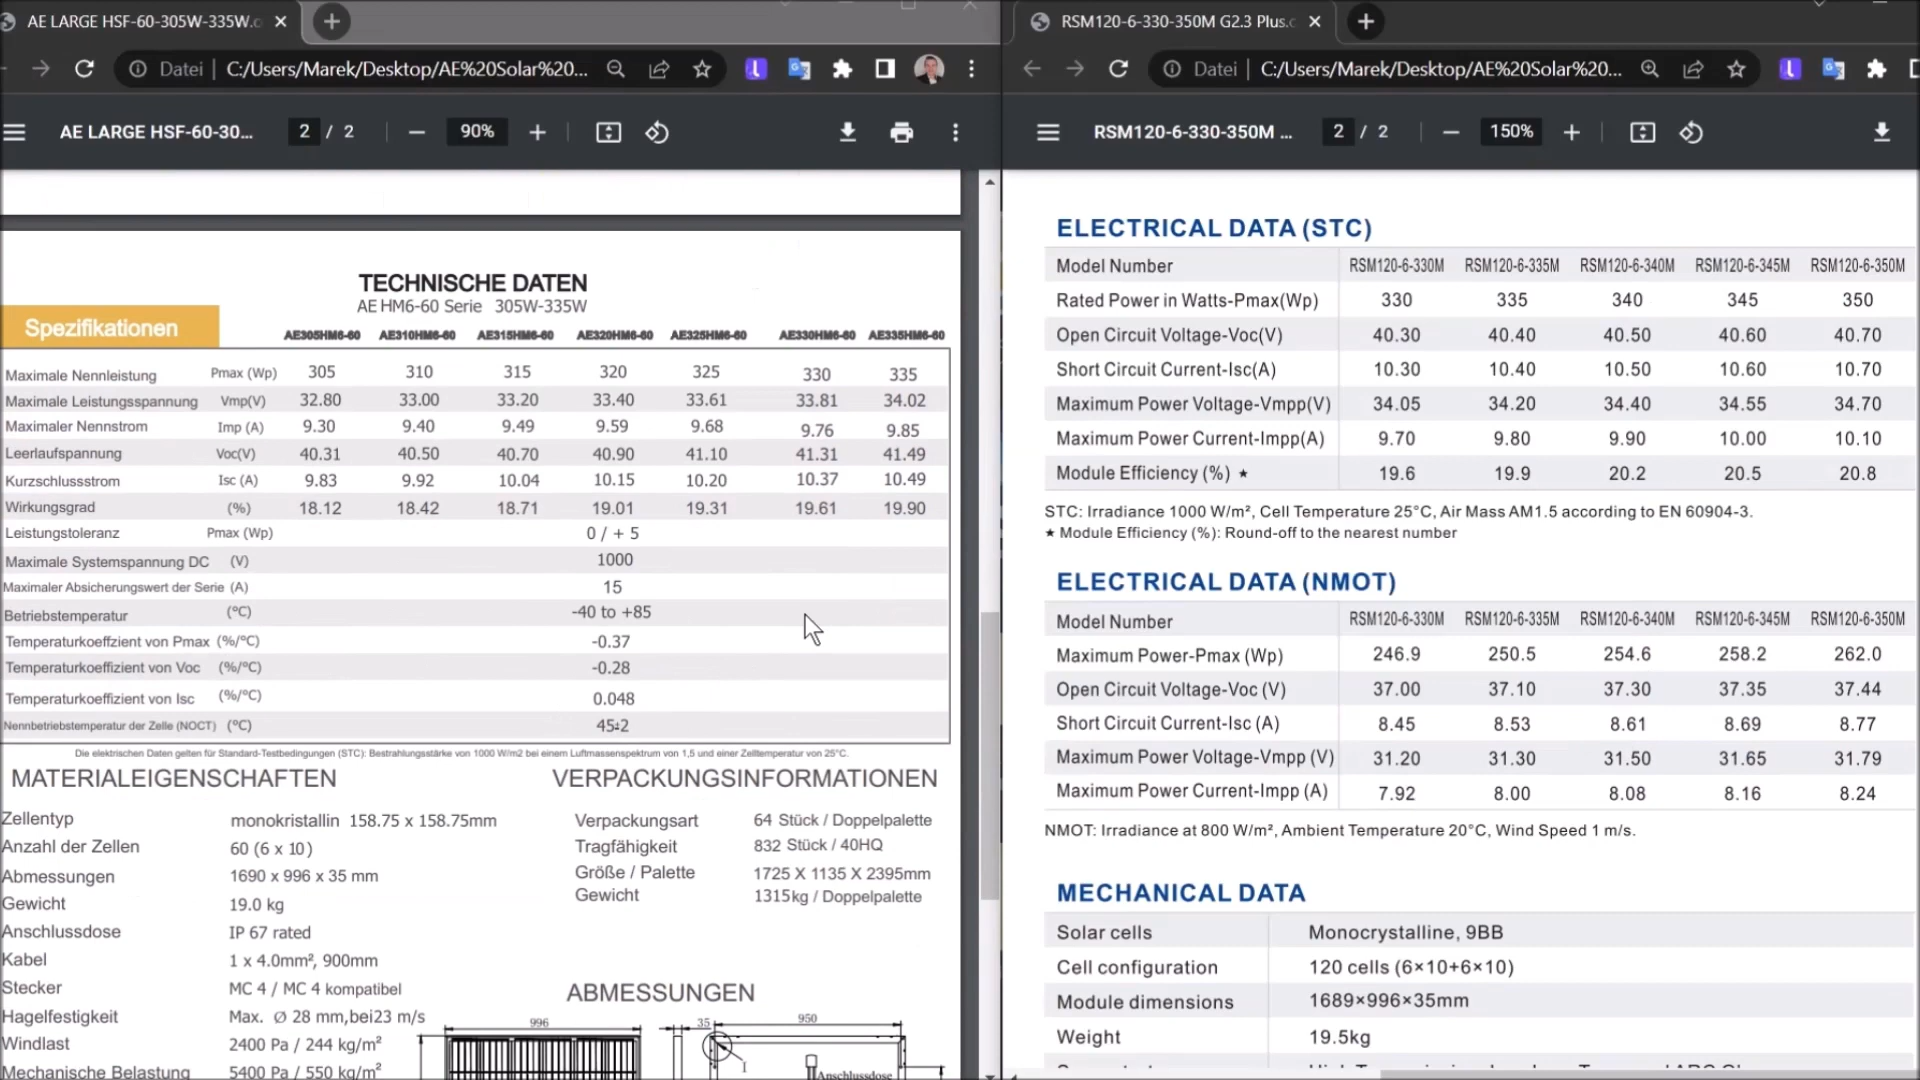 AE LARGE HSF-60-305W-335W.c
Datei | C:/Users/Marek/Desktop/AE%20Solar%20...
AE LARGE HSF-60-30... 2 / 2 90%
TECHNISCHE DATEN
AE HM6-60 Serie 305W-335W
Spezifikationen AE305HM6-60 AE310HM6-60 AE315HM6-60 AE320HM6-60 AE325HM6-60 AE330HM6-60 AE335HM6-60
Maximale Nennleistung Pmax (Wp) 305 310 315 320 325 330 335
Maximale Leistungsspannung Vmp(V) 32.80 33.00 33.20 33.40 33.61 33.81 34.02
Maximaler Nennstrom Imp (A) 9.30 9.40 9.49 9.59 9.68 9.76 9.85
Leerlaufspannung Voc(V) 40.31 40.50 40.70 40.90 41.10 41.31 41.49
Kurzschlussstrom Isc (A) 9.83 9.92 10.04 10.15 10.20 10.37 10.49
Wirkungsgrad (%) 18.12 18.42 18.71 19.01 19.31 19.61 19.90
Leistungstoleranz Pmax (Wp) 0 / + 5
Maximale Systemspannung DC (V) 1000
Maximaler Absicherungswert der Serie (A) 15
Betriebstemperatur (°C) -40 to +85
Temperaturkoeffzient von Pmax (%/°C) -0.37
Temperaturkoeffizient von Voc (%/°C) -0.28
Temperaturkoeffizient von Isc (%/°C) 0.048
Nennbetriebstemperatur der Zelle (NOCT) (°C) 45±2
Die elektrischen Daten gelten für Standard-Testbedingungen (STC): Bestrahlungsstärke von 1000 W/m2 bei einem Luftmassenspektrum von 1,5 und einer Zelltemperatur von 25°C.
MATERIALEIGENSCHAFTEN
Zellentyp monokristallin 158.75 x 158.75mm
Anzahl der Zellen 60 (6 x 10)
Abmessungen 1690 x 996 x 35 mm
Gewicht 19.0 kg
Anschlussdose IP 67 rated
Kabel 1 x 4.0mm², 900mm
Stecker MC 4 / MC 4 kompatibel
Hagelfestigkeit Max. Ø 28 mm,bei23 m/s
Windlast 2400 Pa / 244 kg/m²
Mechanische Belastung 5400 Pa / 550 kg/m²
VERPACKUNGSINFORMATIONEN
Verpackungsart 64 Stück / Doppelpalette
Tragfähigkeit 832 Stück / 40HQ
Größe / Palette 1725 X 1135 X 2395mm
Gewicht 1315kg / Doppelpalette
ABMESSUNGEN
996 35 950
I
Anschlussdose
RSM120-6-330-350M G2.3 Plus.c
Datei | C:/Users/Marek/Desktop/AE%20Solar%20...
RSM120-6-330-350M ... 2 / 2 150%
ELECTRICAL DATA (STC)
Model Number RSM120-6-330M RSM120-6-335M RSM120-6-340M RSM120-6-345M RSM120-6-350M
Rated Power in Watts-Pmax(Wp) 330 335 340 345 350
Open Circuit Voltage-Voc(V) 40.30 40.40 40.50 40.60 40.70
Short Circuit Current-Isc(A) 10.30 10.40 10.50 10.60 10.70
Maximum Power Voltage-Vmpp(V) 34.05 34.20 34.40 34.55 34.70
Maximum Power Current-Impp(A) 9.70 9.80 9.90 10.00 10.10
Module Efficiency (%) ★ 19.6 19.9 20.2 20.5 20.8
STC: Irradiance 1000 W/m², Cell Temperature 25°C, Air Mass AM1.5 according to EN 60904-3.
★ Module Efficiency (%): Round-off to the nearest number
ELECTRICAL DATA (NMOT)
Model Number RSM120-6-330M RSM120-6-335M RSM120-6-340M RSM120-6-345M RSM120-6-350M
Maximum Power-Pmax (Wp) 246.9 250.5 254.6 258.2 262.0
Open Circuit Voltage-Voc (V) 37.00 37.10 37.30 37.35 37.44
Short Circuit Current-Isc (A) 8.45 8.53 8.61 8.69 8.77
Maximum Power Voltage-Vmpp (V) 31.20 31.30 31.50 31.65 31.79
Maximum Power Current-Impp (A) 7.92 8.00 8.08 8.16 8.24
NMOT: Irradiance at 800 W/m², Ambient Temperature 20°C, Wind Speed 1 m/s.
MECHANICAL DATA
Solar cells Monocrystalline, 9BB
Cell configuration 120 cells (6×10+6×10)
Module dimensions 1689×996×35mm
Weight 19.5kg